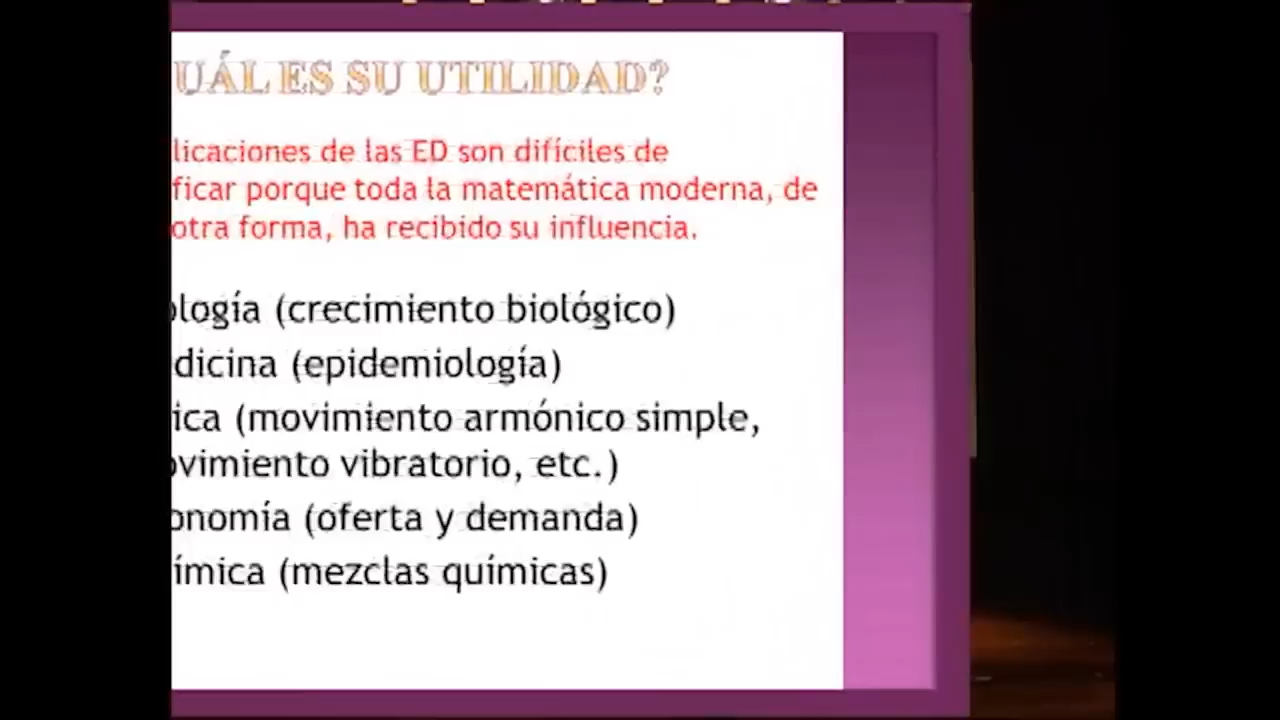 UÁL ES SU UTILIDAD?
licaciones de las ED son difíciles de
ficar porque toda la matemática moderna, de
otra forma, ha recibido su influencia.
ología (crecimiento biológico)
dicina (epidemiología)
ica (movimiento armónico simple,
ovimiento vibratorio, etc.)
onomía (oferta y demanda)
ímica (mezclas químicas)